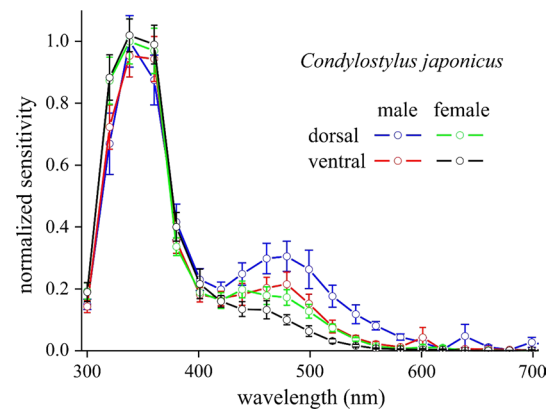 Condylostylus japonicus
male female
dorsal
ventral
normalized sensitivity
1.0
0.8
0.6
0.4
0.2
0.0
300 400 500 600 700
wavelength (nm)